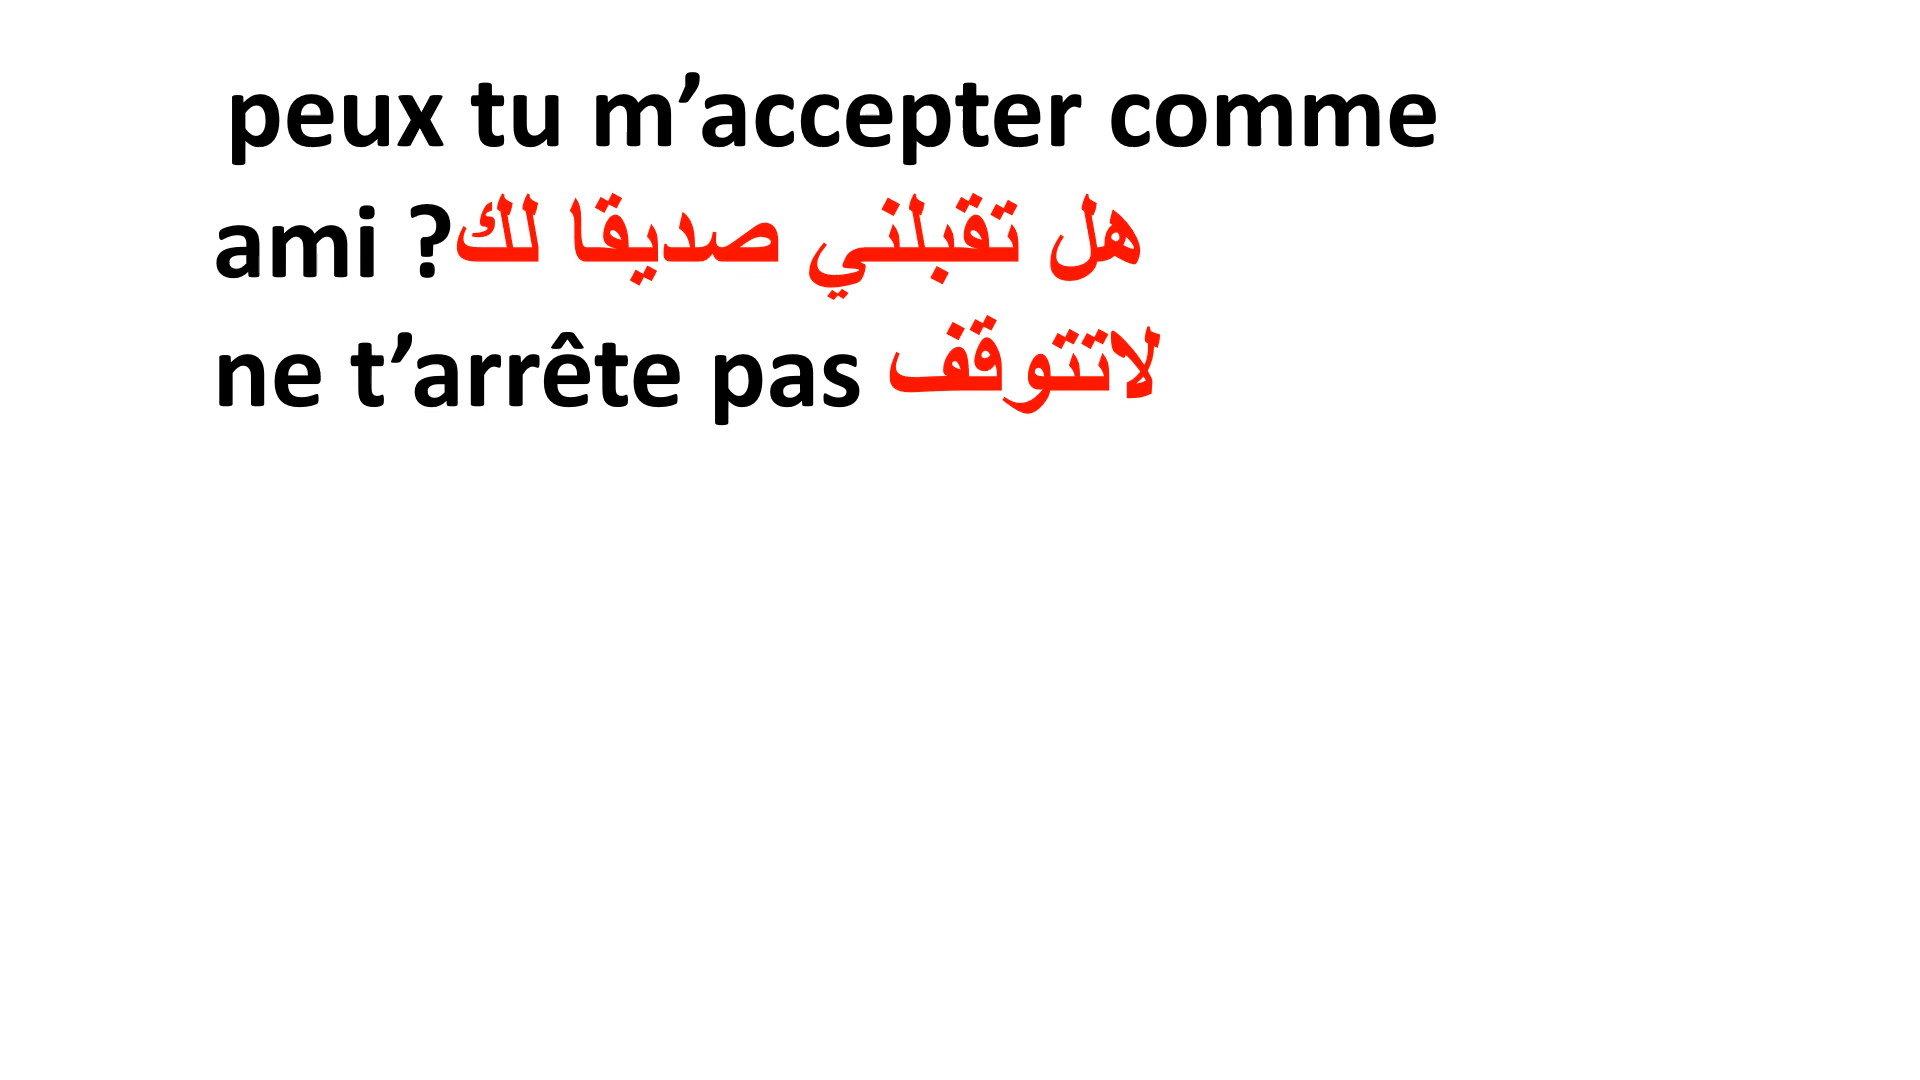 peux tu m’accepter comme
ami ?هل تقبلني صديقا لك
ne t’arrête pas لاتتوقف